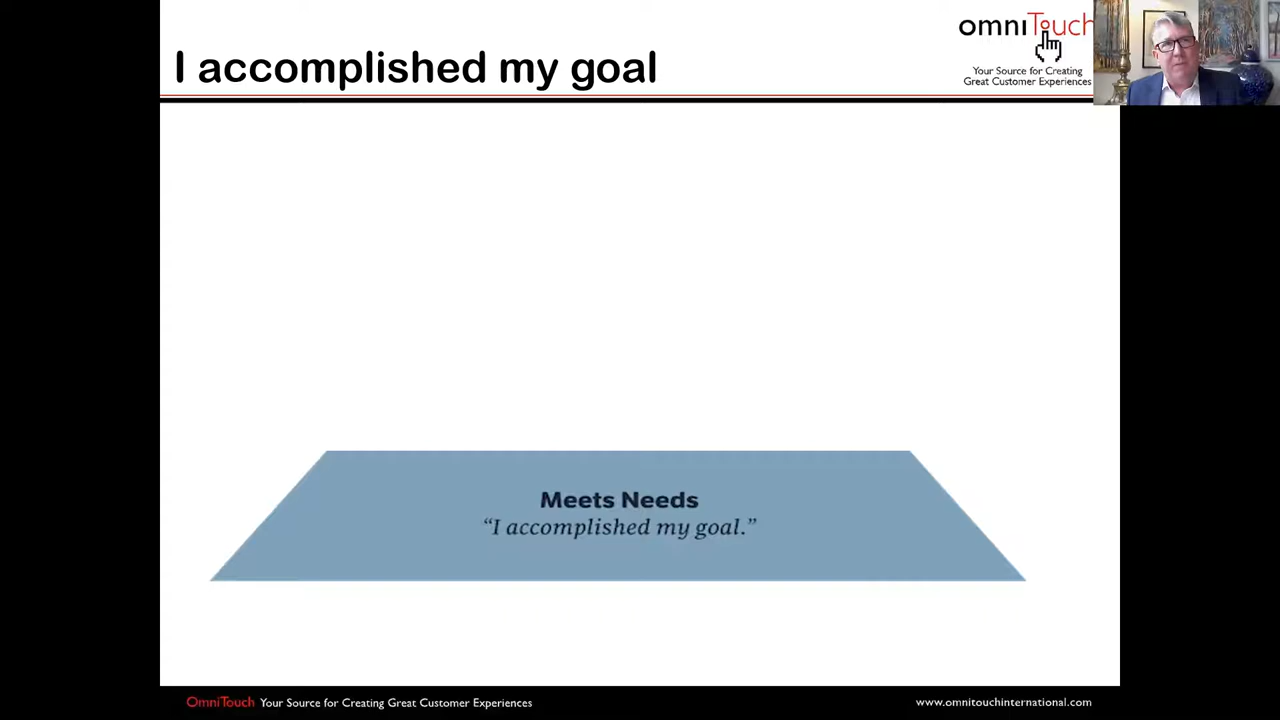 I accomplished my goal
omniTouch
Your Source for Creating
Great Customer Experiences
Meets Needs
“I accomplished my goal.”
OmniTouch Your Source for Creating Great Customer Experiences
www.omnitouchinternational.com